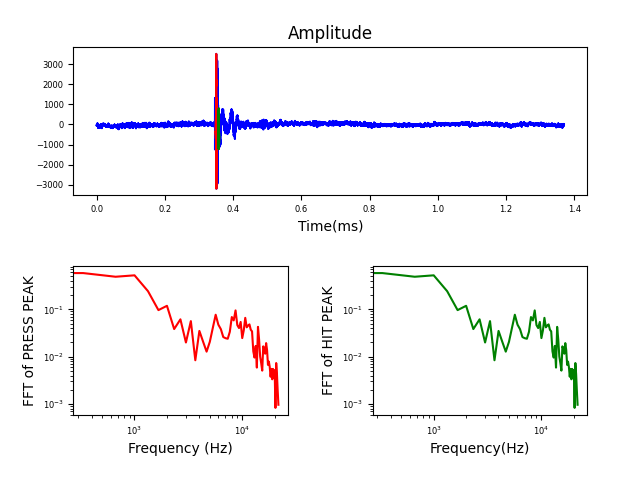 Amplitude
3000
2000
1000
0
−1000
−2000
−3000
0.0 0.2 0.4 0.6 0.8 1.0 1.2 1.4
Time(ms)
FFT of PRESS PEAK
10⁻¹
10⁻²
10⁻³
10³ 10⁴
Frequency (Hz)
FFT of HIT PEAK
10⁻¹
10⁻²
10⁻³
10³ 10⁴
Frequency(Hz)